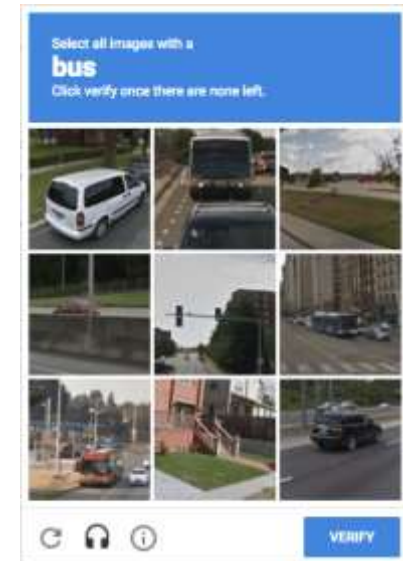 Select all images with a
bus
Click verify once there are none left.
VERIFY